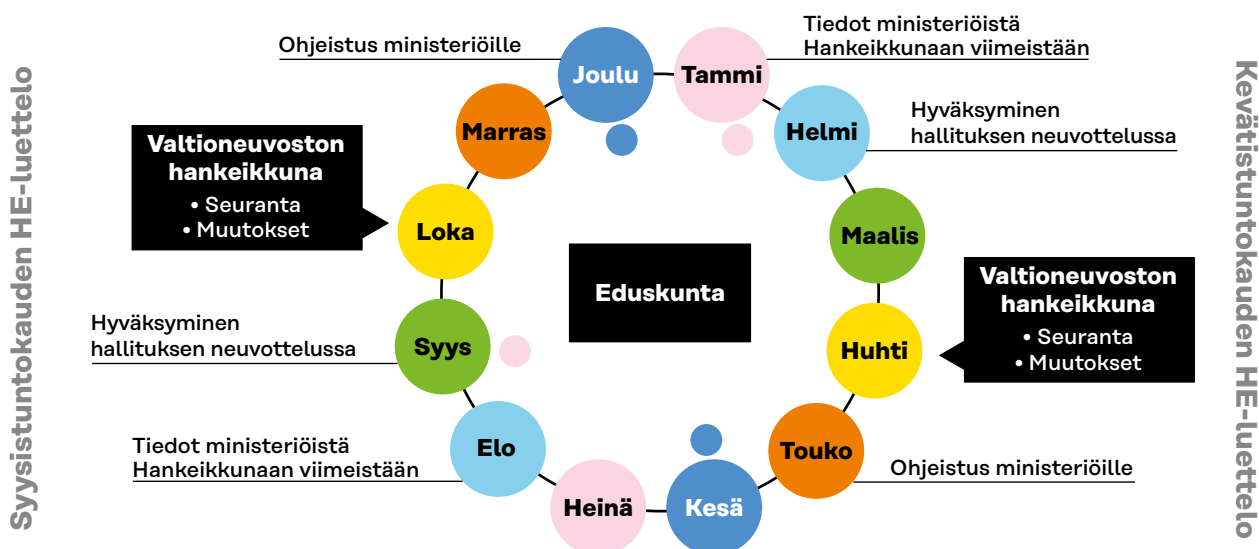 Syysistuntokauden HE-luettelo
Kevätistuntokauden HE-luettelo
Ohjeistus ministeriöille
Joulu
Tammi
Tiedot ministeriöistä
Hankeikkunaan viimeistään
Marras
Helmi
Hyväksyminen
hallituksen neuvottelussa
Valtioneuvoston
hankeikkuna
• Seuranta
• Muutokset
Loka
Maalis
Eduskunta
Valtioneuvoston
hankeikkuna
• Seuranta
• Muutokset
Hyväksyminen
hallituksen neuvottelussa
Syys
Huhti
Tiedot ministeriöistä
Hankeikkunaan viimeistään
Elo
Touko
Ohjeistus ministeriöille
Heinä
Kesä